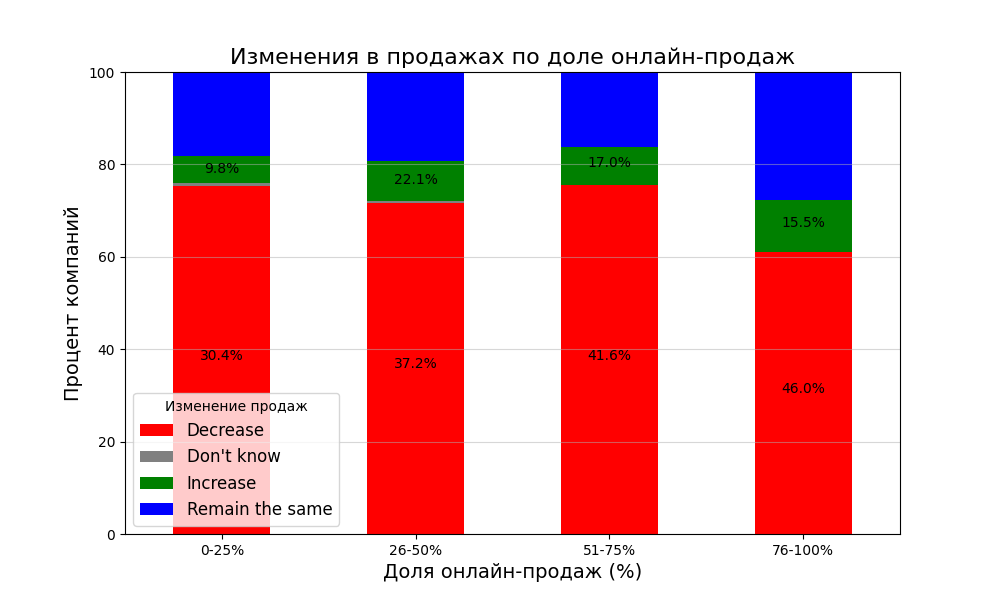 Изменения в продажах по доле онлайн-продаж
Процент компаний
100
80
60
40
20
0
9.8%
22.1%
17.0%
15.5%
30.4%
37.2%
41.6%
46.0%
Изменение продаж
Decrease
Don't know
Increase
Remain the same
0-25%
26-50%
51-75%
76-100%
Доля онлайн-продаж (%)